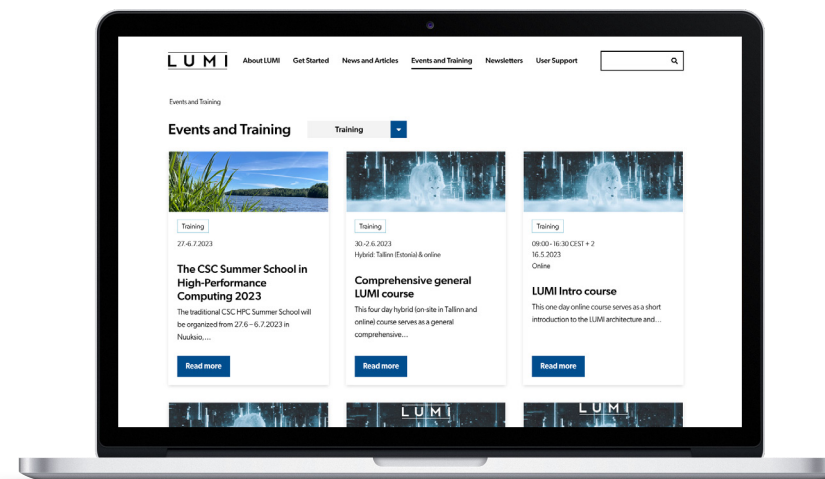 LUMI
About LUMI
Get Started
News and Articles
Events and Training
Newsletters
User Support
Events and Training
Events and Training
Training
Training
27.-6.7.2023
The CSC Summer School in
High-Performance
Computing 2023
The traditional CSC HPC Summer School will
be organized from 27.6 – 6.7.2023 in
Nuuksio,…
Read more
Training
30.-2.6.2023
Hybrid: Tallinn (Estonia) & online
Comprehensive general
LUMI course
This four day hybrid (on-site in Tallinn and
online) course serves as a general
comprehensive…
Read more
Training
09:00 - 16:30 CEST + 2
16.5.2023
Online
LUMI Intro course
This one day online course serves as a short
introduction to the LUMI architecture and…
Read more
LUMI
LUMI